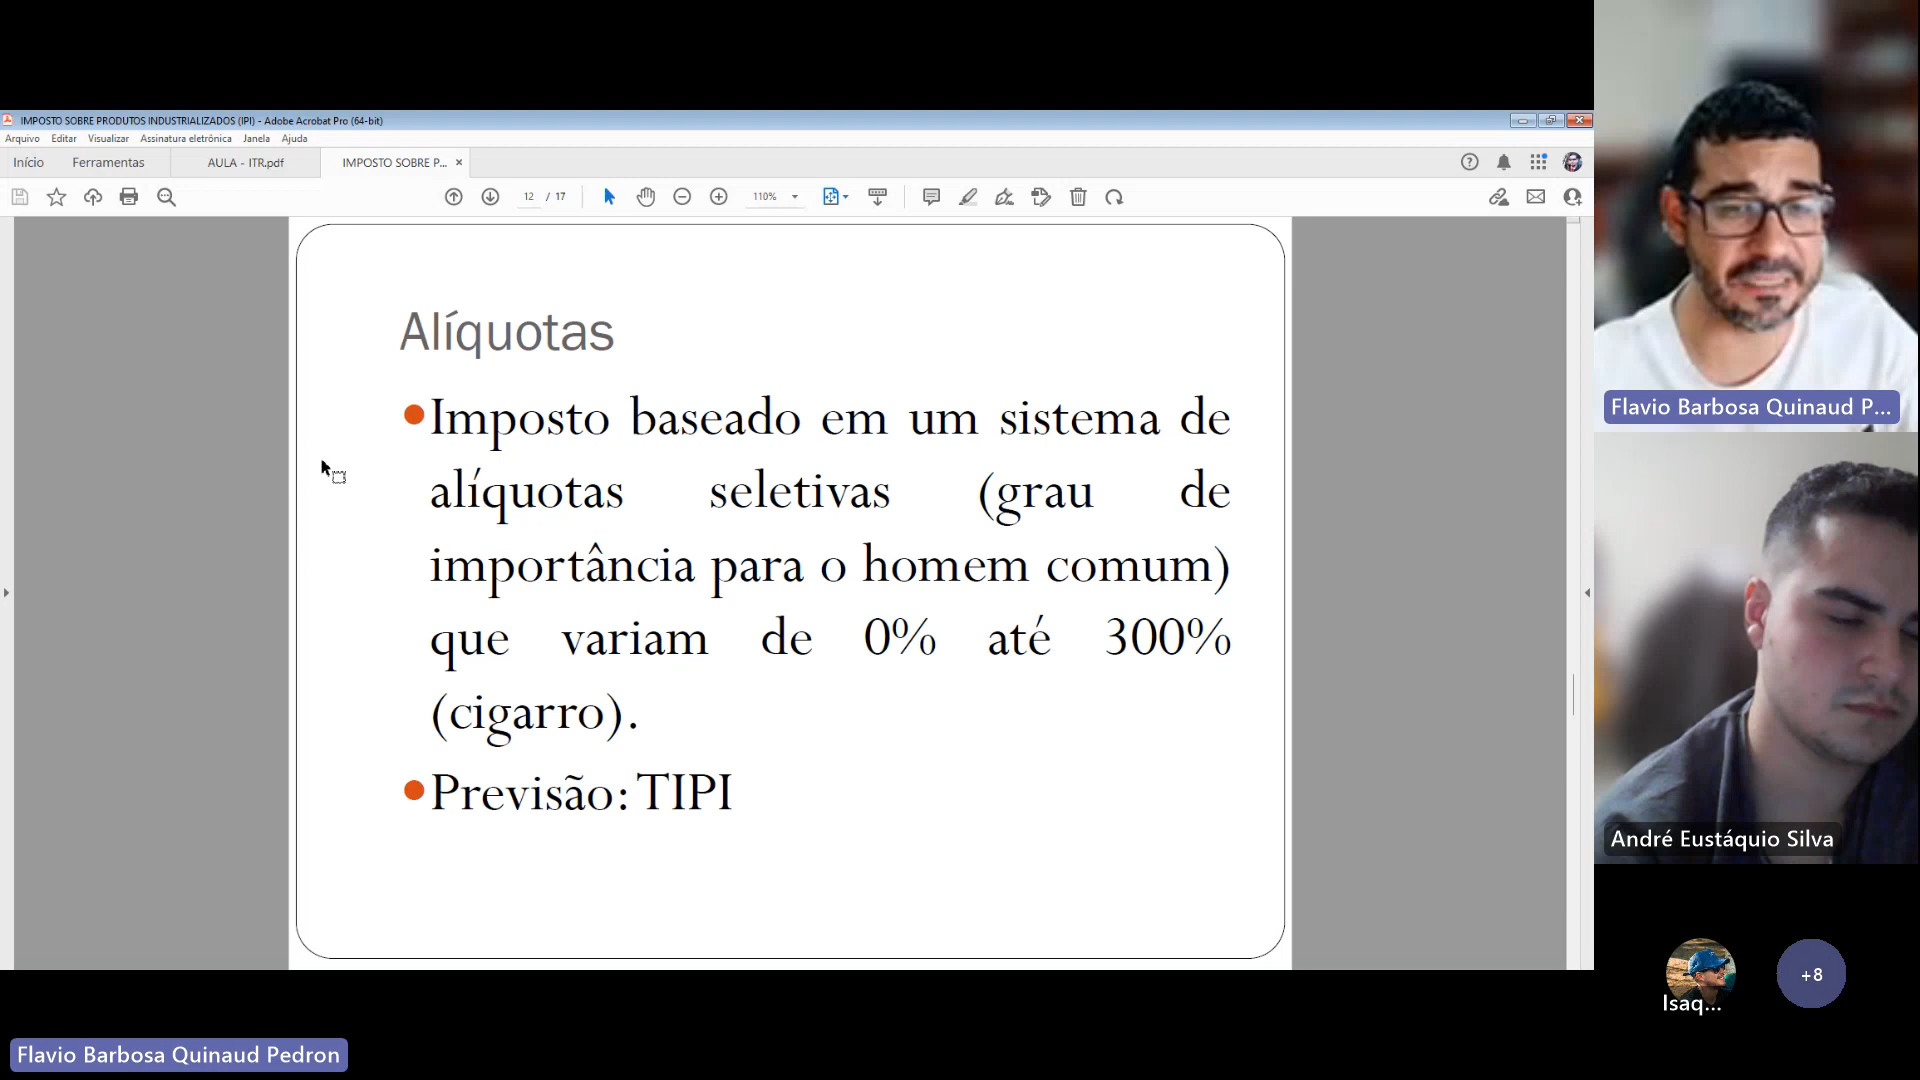 IMPOSTO SOBRE PRODUTOS INDUSTRIALIZADOS (IPI) - Adobe Acrobat Pro (64-bit)
Arquivo Editar Visualizar Assinatura eletrônica Janela Ajuda
Início Ferramentas AULA - ITR.pdf IMPOSTO SOBRE P... ×
12 / 17 110%
Alíquotas
Imposto baseado em um sistema de
alíquotas seletivas (grau de
importância para o homem comum)
que variam de 0% até 300%
(cigarro).
Previsão: TIPI
Flavio Barbosa Quinaud P...
André Eustáquio Silva
Isaq...
+8
Flavio Barbosa Quinaud Pedron